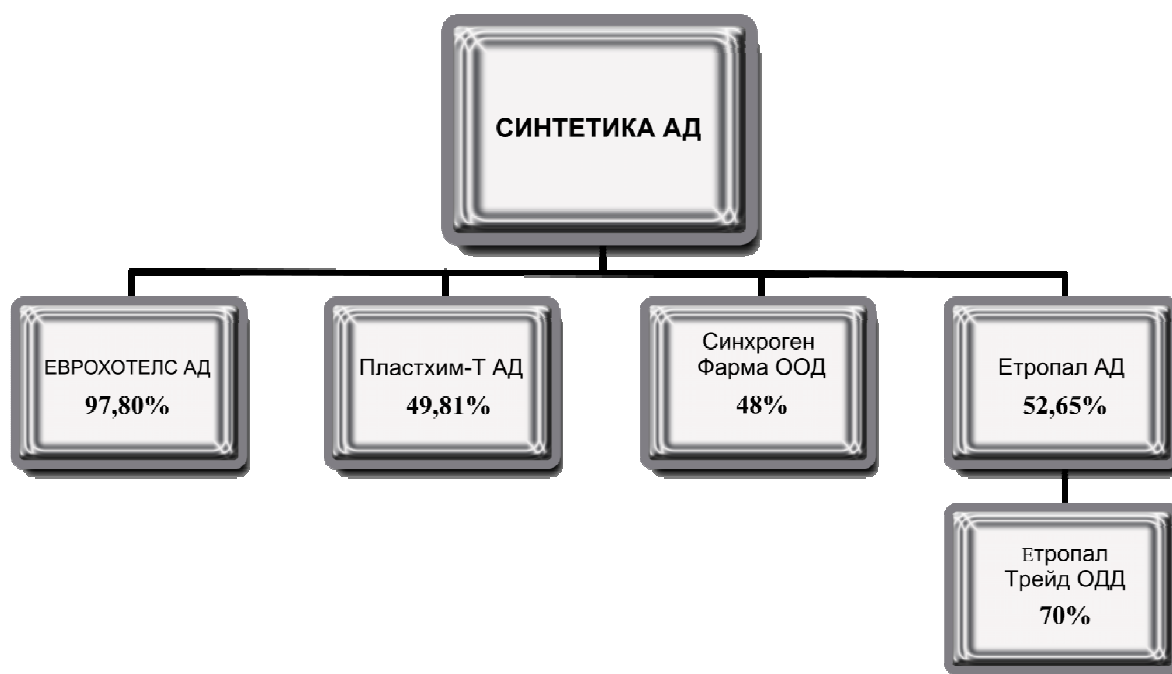 СИНТЕТИКА АД
ЕВРОХОТЕЛС АД
97,80%
Пластхим-Т АД
49,81%
Синхроген
Фарма ООД
48%
Етропал АД
52,65%
Етропал
Трейд ОДД
70%